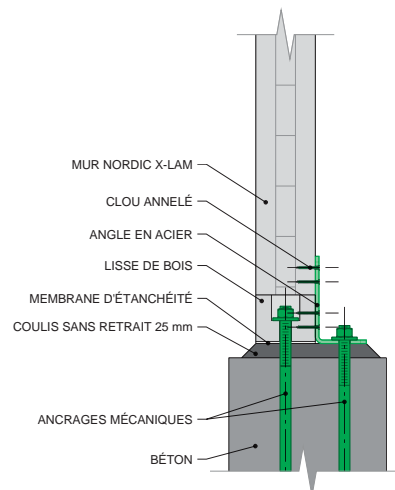 MUR NORDIC X-LAM
CLOU ANNELÉ
ANGLE EN ACIER
LISSE DE BOIS
MEMBRANE D'ÉTANCHÉITÉ
COULIS SANS RETRAIT 25 mm
ANCRAGES MÉCANIQUES
BÉTON